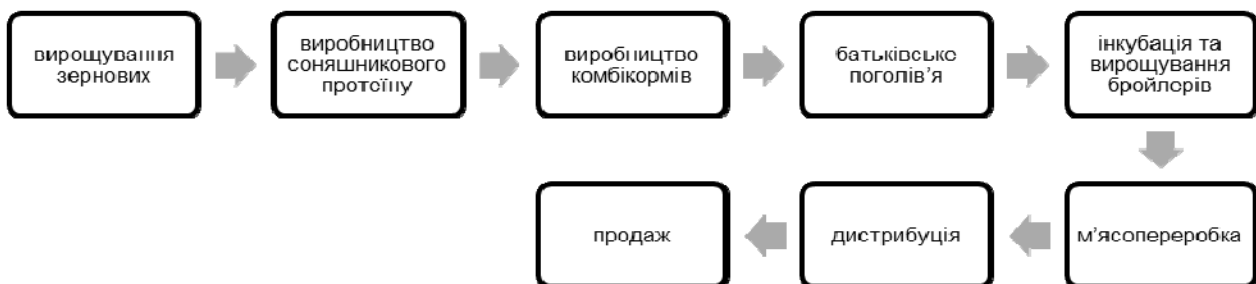 вирощування
зернових
виробництво
соняшникового
протеїну
виробництво
комбікормів
батьківське
поголів'я
інкубація та
вирощування
бройлерів
м'ясопереробка
дистрибуція
продаж